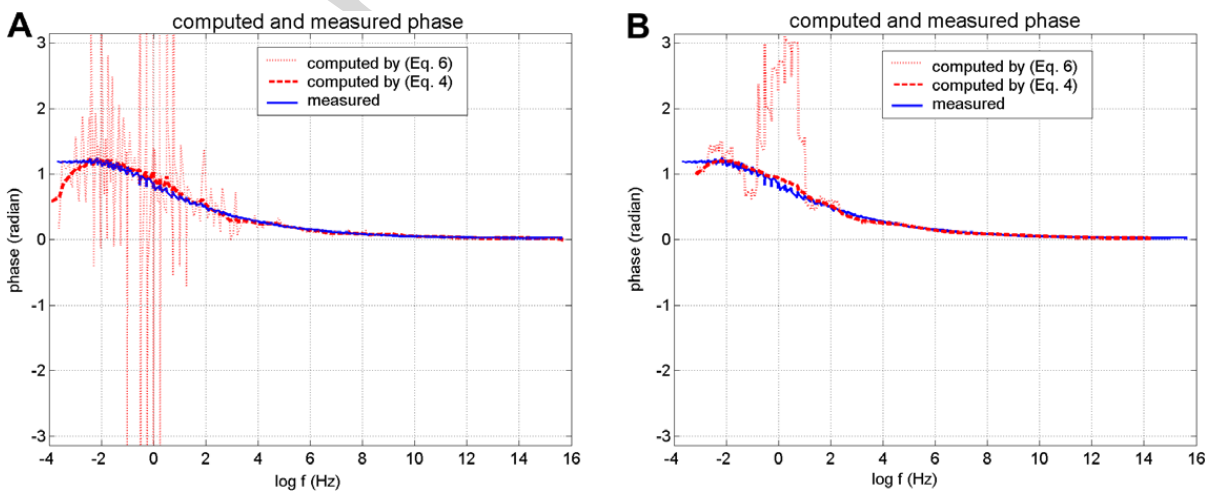 A
computed and measured phase
computed by (Eq. 6)
computed by (Eq. 4)
measured
phase (radian)
3
2
1
0
-1
-2
-3
-4 -2 0 2 4 6 8 10 12 14 16
log f (Hz)
B
computed and measured phase
computed by (Eq. 6)
computed by (Eq. 4)
measured
phase (radian)
3
2
1
0
-1
-2
-3
-4 -2 0 2 4 6 8 10 12 14 16
log f (Hz)